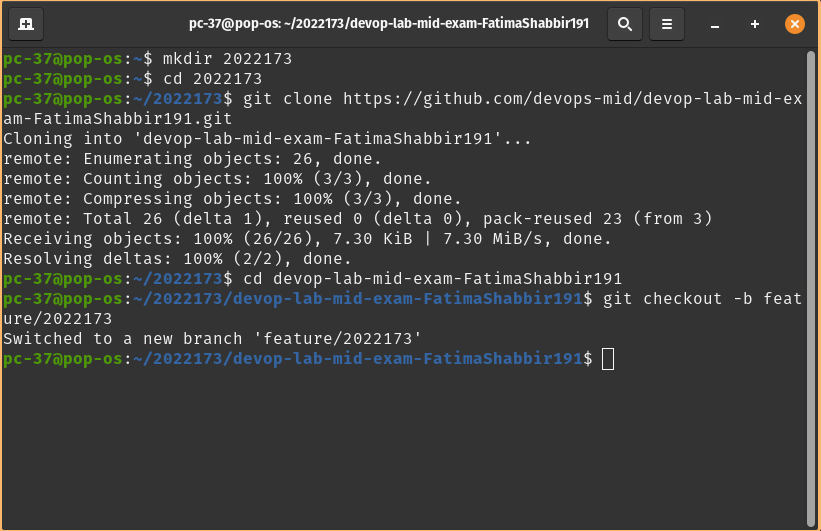 pc-37@pop-os: ~/2022173/devop-lab-mid-exam-FatimaShabbir191
pc-37@pop-os:~$ mkdir 2022173
pc-37@pop-os:~$ cd 2022173
pc-37@pop-os:~/2022173$ git clone https://github.com/devops-mid/devop-lab-mid-ex
am-FatimaShabbir191.git
Cloning into 'devop-lab-mid-exam-FatimaShabbir191'...
remote: Enumerating objects: 26, done.
remote: Counting objects: 100% (3/3), done.
remote: Compressing objects: 100% (3/3), done.
remote: Total 26 (delta 1), reused 0 (delta 0), pack-reused 23 (from 3)
Receiving objects: 100% (26/26), 7.30 KiB | 7.30 MiB/s, done.
Resolving deltas: 100% (2/2), done.
pc-37@pop-os:~/2022173$ cd devop-lab-mid-exam-FatimaShabbir191
pc-37@pop-os:~/2022173/devop-lab-mid-exam-FatimaShabbir191$ git checkout -b feat
ure/2022173
Switched to a new branch 'feature/2022173'
pc-37@pop-os:~/2022173/devop-lab-mid-exam-FatimaShabbir191$